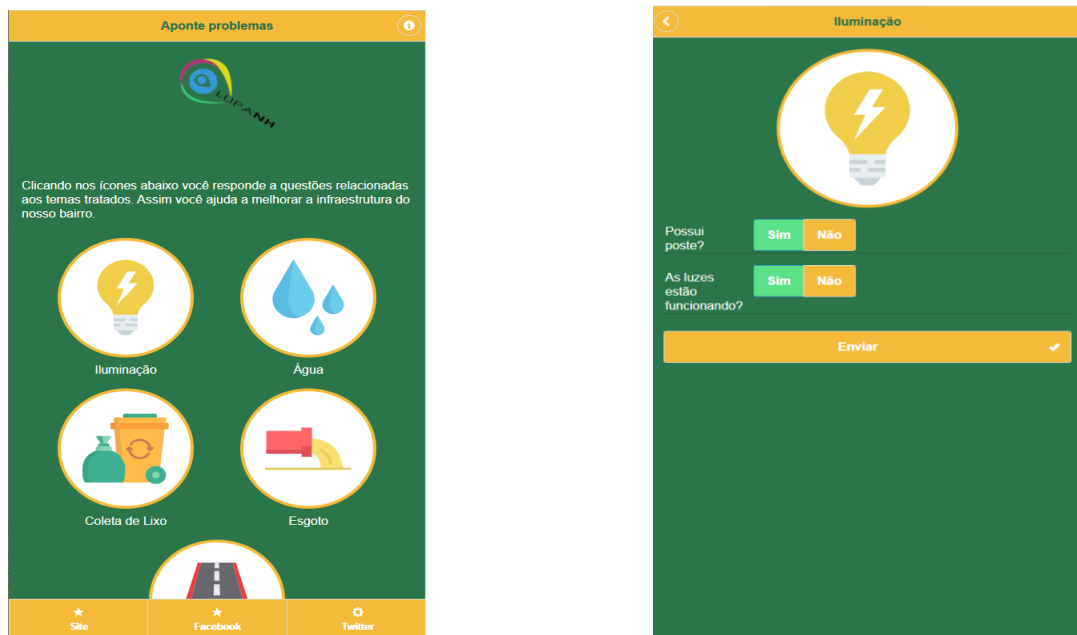 Aponte problemas
LUPANH
Clicando nos ícones abaixo você responde a questões relacionadas
aos temas tratados. Assim você ajuda a melhorar a infraestrutura do
nosso bairro.
Iluminação
Água
Coleta de Lixo
Esgoto
Site
Facebook
Twitter
Iluminação
Possui
poste?
Sim
Não
As luzes
estão
funcionando?
Sim
Não
Enviar